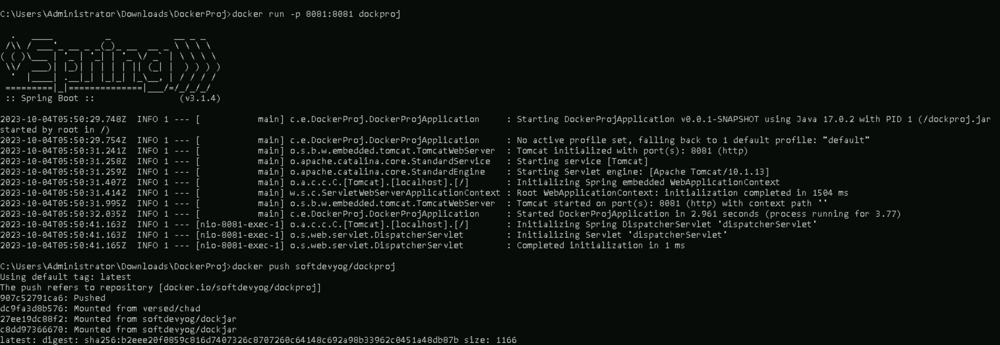 C:\Users\Administrator\Downloads\DockerProj>docker run -p 8081:8081 dockproj
  .   ____          _            __ _ _
 /\\ / ___'_ __ _ _(_)_ __  __ _ \ \ \ \
( ( )\___ | '_ | '_| | '_ \/ _` | \ \ \ \
 \\/  ___)| |_)| | | | | || (_| |  ) ) ) )
  '  |____| .__|_| |_|_| |_\__, | / / / /
 =========|_|==============|___/=/_/_/_/
 :: Spring Boot ::                (v3.1.4)
2023-10-04T05:50:29.748Z  INFO 1 --- [           main] c.e.DockerProj.DockerProjApplication     : Starting DockerProjApplication v0.0.1-SNAPSHOT using Java 17.0.2 with PID 1 (/dockproj.jar
started by root in /)
2023-10-04T05:50:29.754Z  INFO 1 --- [           main] c.e.DockerProj.DockerProjApplication     : No active profile set, falling back to 1 default profile: "default"
2023-10-04T05:50:31.241Z  INFO 1 --- [           main] o.s.b.w.embedded.tomcat.TomcatWebServer  : Tomcat initialized with port(s): 8081 (http)
2023-10-04T05:50:31.258Z  INFO 1 --- [           main] o.apache.catalina.core.StandardService   : Starting service [Tomcat]
2023-10-04T05:50:31.259Z  INFO 1 --- [           main] o.apache.catalina.core.StandardEngine    : Starting Servlet engine: [Apache Tomcat/10.1.13]
2023-10-04T05:50:31.407Z  INFO 1 --- [           main] o.a.c.c.C.[Tomcat].[localhost].[/]       : Initializing Spring embedded WebApplicationContext
2023-10-04T05:50:31.414Z  INFO 1 --- [           main] w.s.c.ServletWebServerApplicationContext : Root WebApplicationContext: initialization completed in 1504 ms
2023-10-04T05:50:31.995Z  INFO 1 --- [           main] o.s.b.w.embedded.tomcat.TomcatWebServer  : Tomcat started on port(s): 8081 (http) with context path ''
2023-10-04T05:50:32.035Z  INFO 1 --- [           main] c.e.DockerProj.DockerProjApplication     : Started DockerProjApplication in 2.961 seconds (process running for 3.77)
2023-10-04T05:50:41.163Z  INFO 1 --- [nio-8081-exec-1] o.a.c.c.C.[Tomcat].[localhost].[/]       : Initializing Spring DispatcherServlet 'dispatcherServlet'
2023-10-04T05:50:41.163Z  INFO 1 --- [nio-8081-exec-1] o.s.web.servlet.DispatcherServlet        : Initializing Servlet 'dispatcherServlet'
2023-10-04T05:50:41.165Z  INFO 1 --- [nio-8081-exec-1] o.s.web.servlet.DispatcherServlet        : Completed initialization in 1 ms
C:\Users\Administrator\Downloads\DockerProj>docker push softdevyog/dockproj
Using default tag: latest
The push refers to repository [docker.io/softdevyog/dockproj]
907c52791ca6: Pushed
dc9fa3d8b576: Mounted from versed/chad
27ee19dc88f2: Mounted from softdevyog/dockjar
c8dd97366670: Mounted from softdevyog/dockjar
latest: digest: sha256:b2eee20f0859c816d7407326c8707260c64148c692a98b33962c0451a48db87b size: 1166